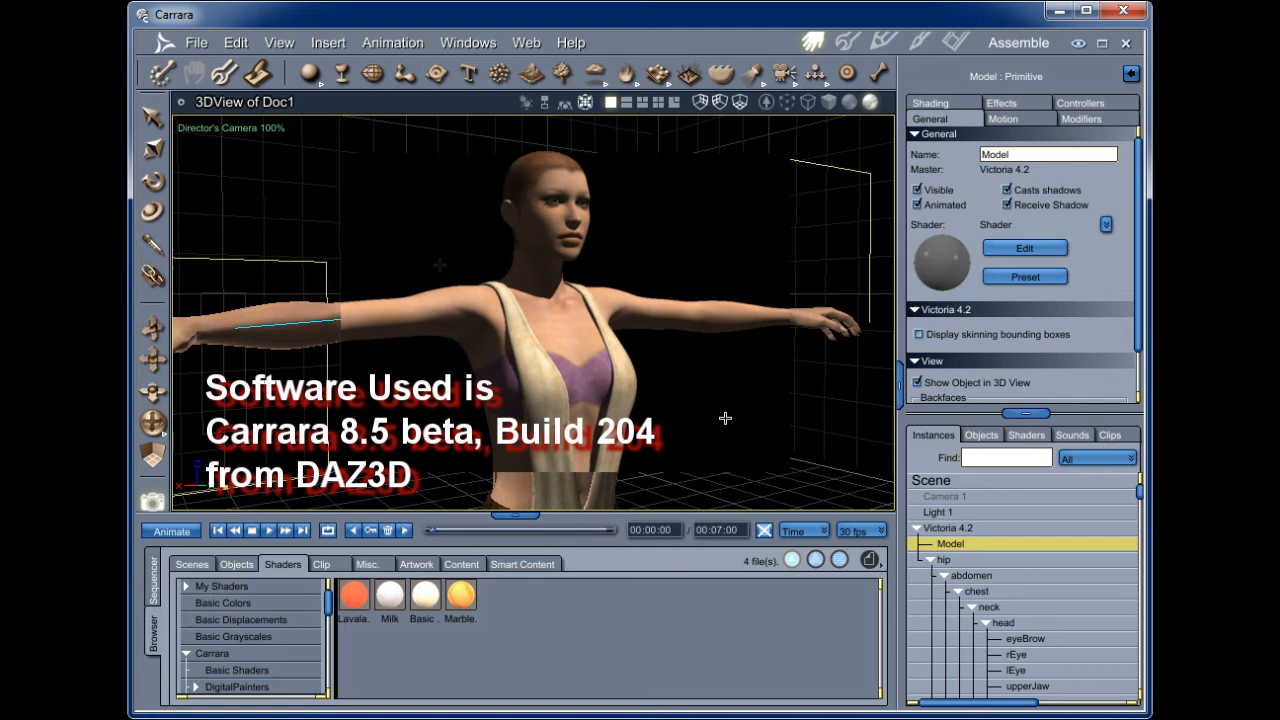 Carrara
File Edit View Insert Animation Windows Web Help
Assemble
3DView of Doc1
Director's Camera 100%
Software Used is
Carrara 8.5 beta, Build 204
from DAZ3D
Model : Primitive
Shading Effects Controllers
General Motion Modifiers
General
Name: Model
Master: Victoria 4.2
Visible Casts shadows
Animated Receive Shadow
Shader: Shader
Edit
Preset
Victoria 4.2
Display skinning bounding boxes
View
Show Object in 3D View
Backfaces
Instances Objects Shaders Sounds Clips
Find: All
Scene
Camera 1
Light 1
Victoria 4.2
Model
hip
abdomen
chest
neck
head
eyeBrow
rEye
lEye
upperJaw
Animate 00:00:00 / 00:07:00 Time 30 fps
Sequencer
Browser
Scenes Objects Shaders Clip Misc. Artwork Content Smart Content 4 file(s).
My Shaders
Basic Colors
Basic Displacements
Basic Grayscales
Carrara
Basic Shaders
DigitalPainters
Lavala. Milk Basic . Marble.